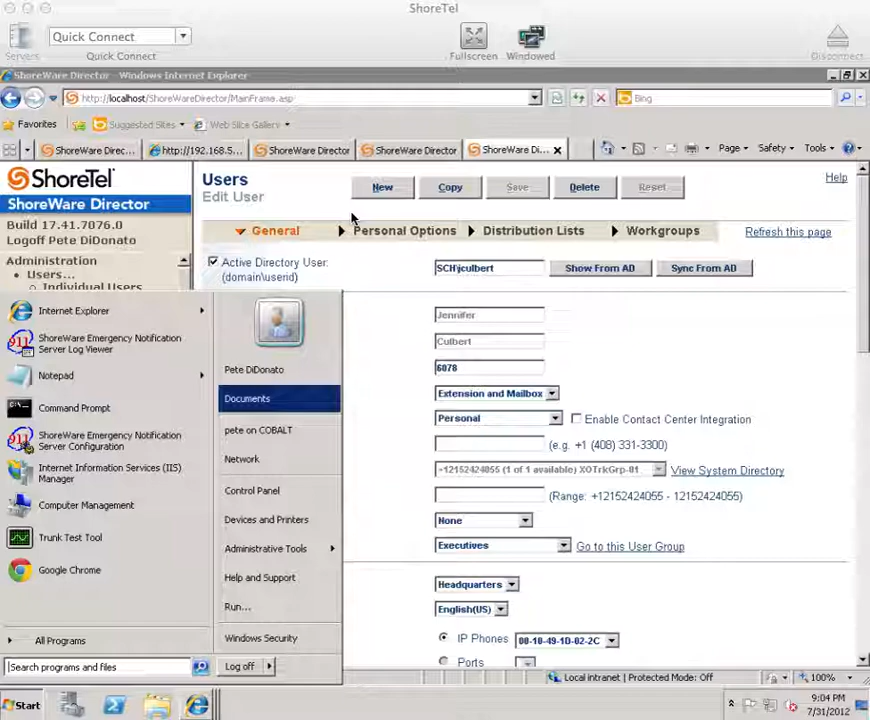 ShoreTel
Servers
Quick Connect
Quick Connect
Fullscreen
Windowed
Disconnect
ShoreWare Director - Windows Internet Explorer
http://localhost/ShoreWareDirector/MainFrame.asp
Bing
Favorites
Suggested Sites
Web Slice Gallery
ShoreWare Direc...
http://192.168.5...
ShoreWare Director
ShoreWare Director
ShoreWare Di...
Page
Safety
Tools
ShoreTel
ShoreWare Director
Build 17.41.7076.0
Logoff Pete DiDonato
Administration
Users...
Individual Users
Users
Edit User
New
Copy
Save
Delete
Reset
Help
General
Personal Options
Distribution Lists
Workgroups
Refresh this page
Active Directory User:
(domain\userid)
SCH\jculbert
Show From AD
Sync From AD
Jennifer
Culbert
6078
Extension and Mailbox
Personal
Enable Contact Center Integration
(e.g. +1 (408) 331-3300)
+12152424055 (1 of 1 available) XOTrkGrp-01
View System Directory
(Range: +12152424055 - 12152424055)
None
Executives
Go to this User Group
Headquarters
English(US)
IP Phones
00-10-49-1D-02-2C
Ports
Internet Explorer
ShoreWare Emergency Notification
Server Log Viewer
Notepad
Command Prompt
ShoreWare Emergency Notification
Server Configuration
Internet Information Services (IIS)
Manager
Computer Management
Trunk Test Tool
Google Chrome
All Programs
Search programs and files
Pete DiDonato
Documents
pete on COBALT
Network
Control Panel
Devices and Printers
Administrative Tools
Help and Support
Run...
Windows Security
Log off
Local intranet | Protected Mode: Off
100%
Start
9:04 PM
7/31/2012